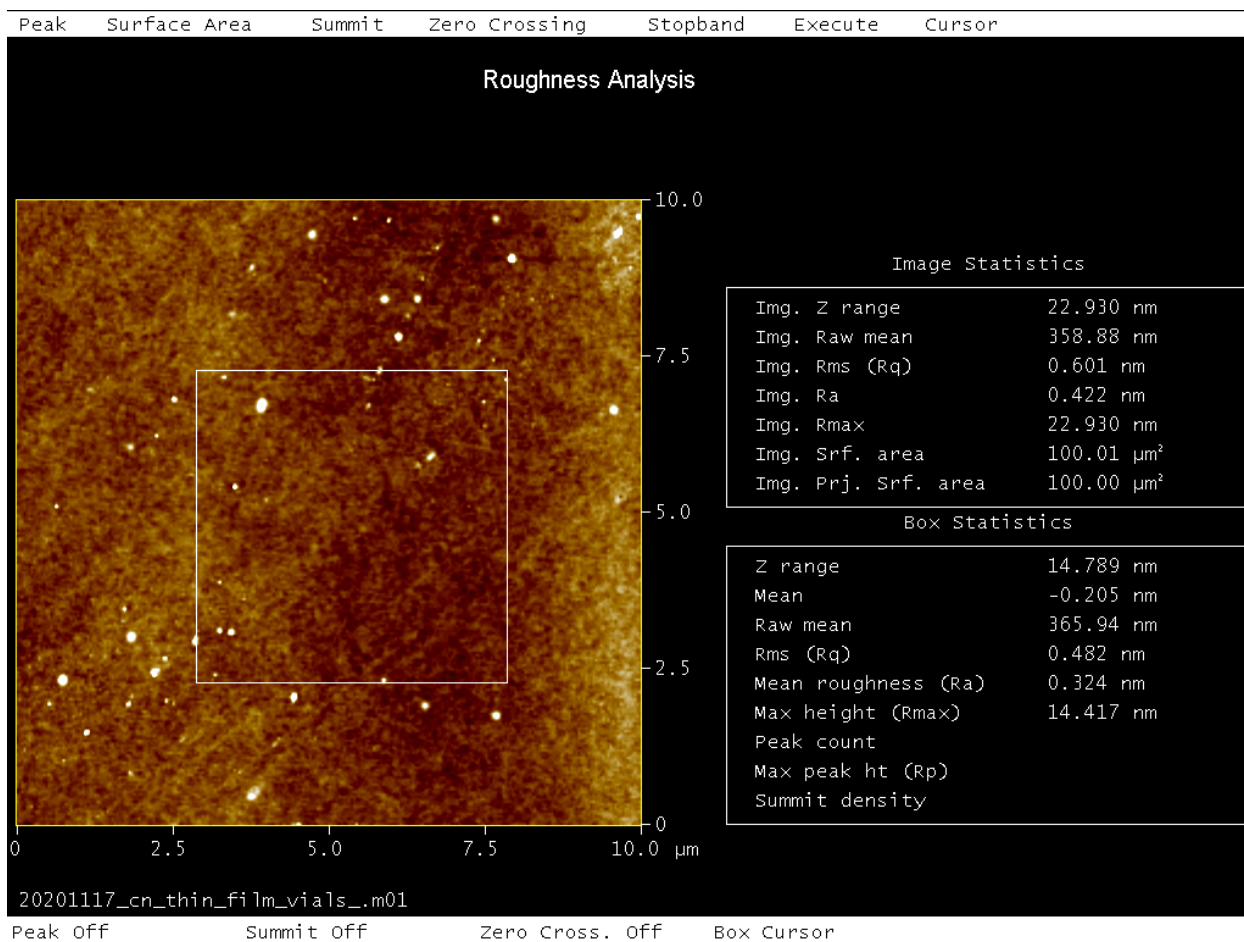 Peak Surface Area Summit Zero Crossing Stopband Execute Cursor
Roughness Analysis
10.0
7.5
5.0
2.5
0
0 2.5 5.0 7.5 10.0 µm
Image Statistics
Img. Z range 22.930 nm
Img. Raw mean 358.88 nm
Img. Rms (Rq) 0.601 nm
Img. Ra 0.422 nm
Img. Rmax 22.930 nm
Img. Srf. area 100.01 µm²
Img. Prj. Srf. area 100.00 µm²
Box Statistics
Z range 14.789 nm
Mean -0.205 nm
Raw mean 365.94 nm
Rms (Rq) 0.482 nm
Mean roughness (Ra) 0.324 nm
Max height (Rmax) 14.417 nm
Peak count
Max peak ht (Rp)
Summit density
20201117_cn_thin_film_vials_.m01
Peak Off Summit Off Zero Cross. Off Box Cursor